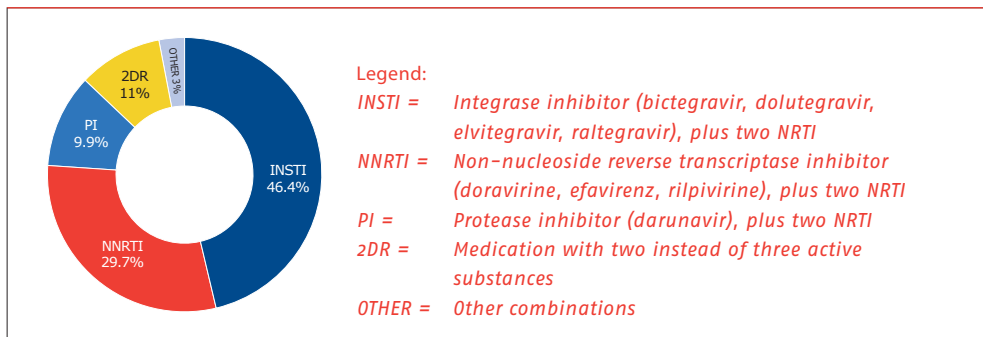 OTHER 3%
2DR
11%
PI
9.9%
INSTI
46.4%
NNRTI
29.7%
Legend:
INSTI = Integrase inhibitor (bictegravir, dolutegravir,
elvitegravir, raltegravir), plus two NRTI
NNRTI = Non-nucleoside reverse transcriptase inhibitor
(doravirine, efavirenz, rilpivirine), plus two NRTI
PI = Protease inhibitor (darunavir), plus two NRTI
2DR = Medication with two instead of three active
substances
OTHER = Other combinations